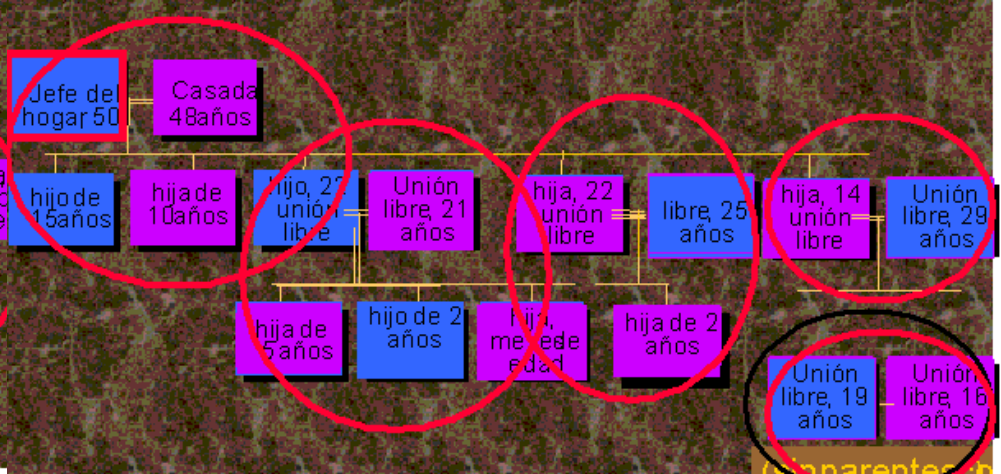 Jefe del
hogar 50
Casada
48años
hijo de
15años
hija de
10años
hijo, 22
unión
libre
Unión
libre, 21
años
hija, 22
unión
libre
libre, 25
años
hija, 14
unión
libre
Unión
libre, 29
años
hija de
5años
hijo de 2
años
hija,
edad
hija de 2
años
Unión
libre, 19
años
Unión
libre, 16
años